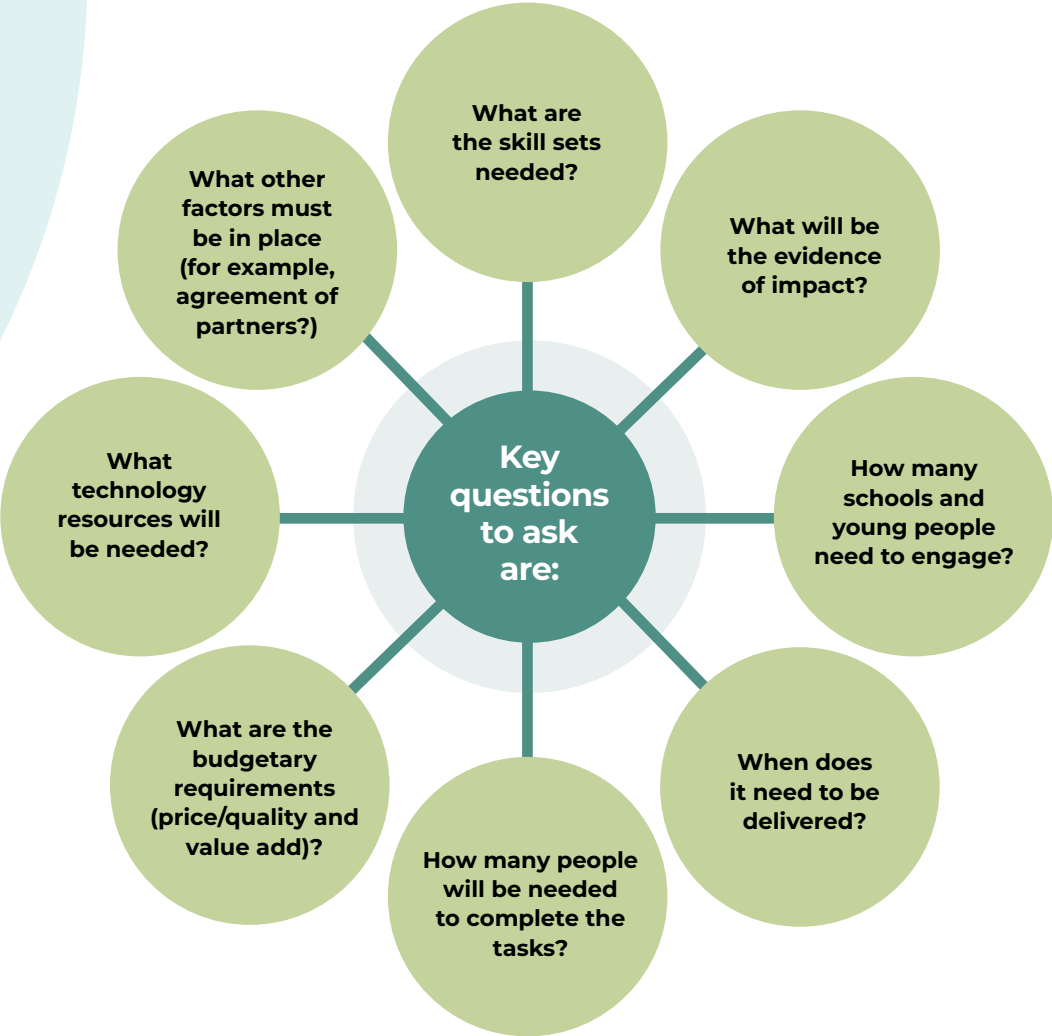 Key
questions
to ask
are:
What are
the skill sets
needed?
What will be
the evidence
of impact?
How many
schools and
young people
need to engage?
When does
it need to be
delivered?
How many people
will be needed
to complete the
tasks?
What are the
budgetary
requirements
(price/quality and
value add)?
What
technology
resources will
be needed?
What other
factors must
be in place
(for example,
agreement of
partners?)